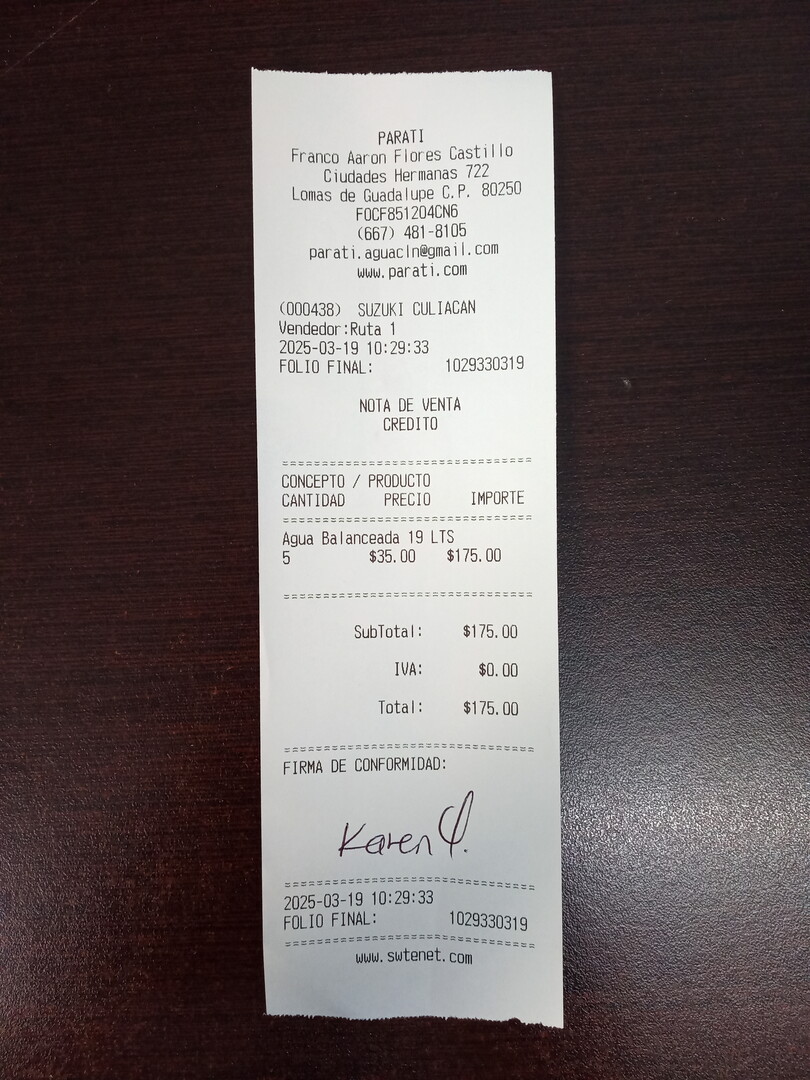 PARATI
Franco Aaron Flores Castillo
Ciudades Hermanas 722
Lomas de Guadalupe C.P. 80250
FOCF851204CN6
(667) 481-8105
parati.aguacln@gmail.com
www.parati.com
(000438) SUZUKI CULIACAN
Vendedor:Ruta 1
2025-03-19 10:29:33
FOLIO FINAL: 1029330319
NOTA DE VENTA
CREDITO
================================
CONCEPTO / PRODUCTO
CANTIDAD PRECIO IMPORTE
================================
Agua Balanceada 19 LTS
5 $35.00 $175.00
================================
SubTotal: $175.00
IVA: $0.00
Total: $175.00
================================
FIRMA DE CONFORMIDAD:
Karen
================================
2025-03-19 10:29:33
FOLIO FINAL: 1029330319
================================
www.swtenet.com